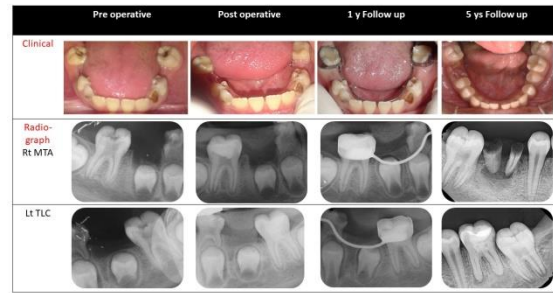 Pre operative
Post operative
1 y Follow up
5 ys Follow up
Clinical
Radio-
graph
Rt MTA
Lt TLC